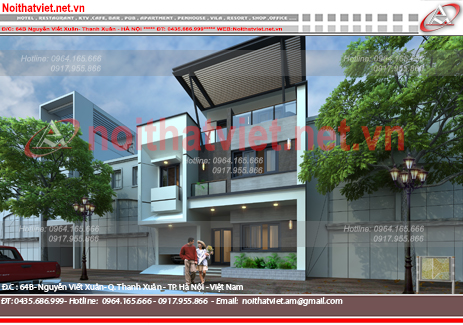 Noithatviet.net.vn
HOTEL . RESTAURANT . KTV.CAFE. BAR . PUB . APARTMENT . PENHOUSE . VILA . RESORT . SHOP .OFFICE ...
Đ/C: 64B Nguyễn Viết Xuân- Thanh Xuân - HÀ NỘI ***** ĐT: 0435.686.999***** WEB:Noithatviet.net.vn
Hotline: 0964.165.666
0917.955.866
Hotline: 0964.165.666
0917.955.866
noithatviet.net.vn
Hotline: 0964.165.666
0917.955.866
Hotline: 0964.165.666
0917.955.866
Hotline: 0964.165.666
0917.955.866
Đ.C : 64B- Nguyễn Viết Xuân- Q. Thanh Xuân - TP. Hà Nội - Việt Nam
ĐT: 0435.686.999- Hotline: 0964.165.666 - 0917.955.866 - Email: noithatviet.am@gmail.com